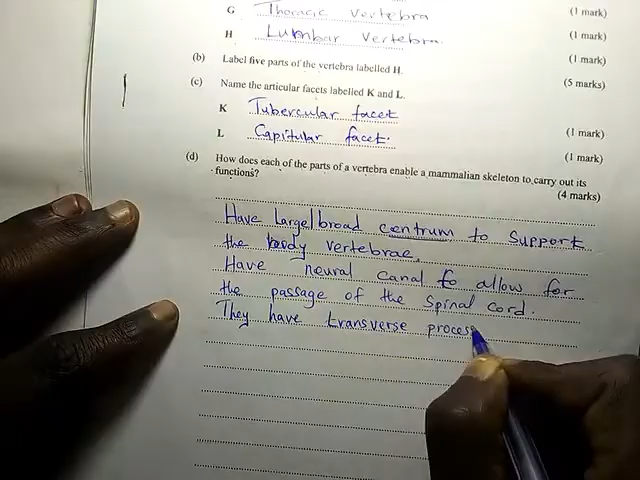 G Thoracic Vertebra (1 mark)
H Lumbar Vertebra. (1 mark)
(b) Label five parts of the vertebra labelled H. (1 mark)
(c) Name the articular facets labelled K and L. (5 marks)
K Tubercular facet
L Capitular facet. (1 mark)
(1 mark)
(d) How does each of the parts of a vertebra enable a mammalian skeleton to carry out its
functions? (4 marks)
Have large/broad centrum to support
the body vertebrae.
Have neural canal to allow for
the passage of the spinal cord.
They have transverse proces